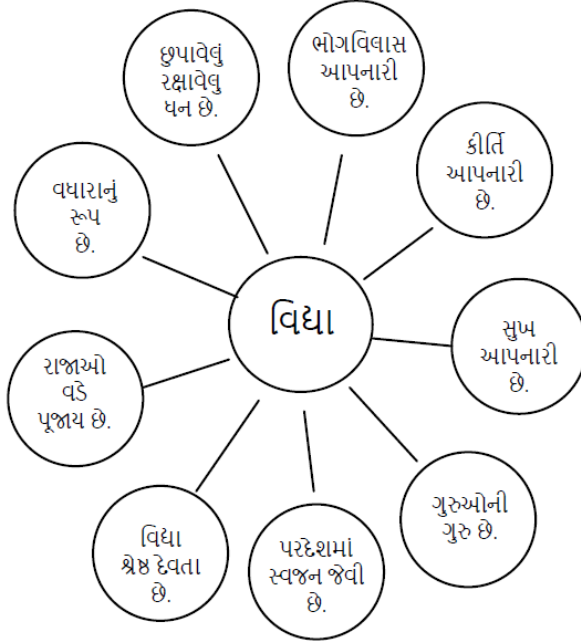 છુપાવેલું
રક્ષાવેલુ
ધન છે.
ભોગવિલાસ
આપનારી
છે.
કીર્તિ
આપનારી
છે.
સુખ
આપનારી
છે.
ગુરુઓની
ગુરુ છે.
પરદેશમાં
સ્વજન જેવી
છે.
વિદ્યા
શ્રેષ્ઠ દેવતા
છે.
રાજાઓ
વડે
પૂજાય છે.
વધારાનું
રૂપ
છે.
વિદ્યા